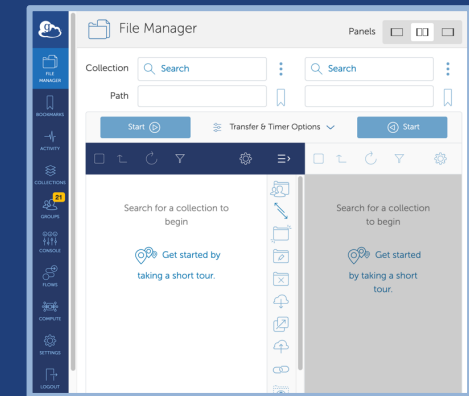 File Manager
Panels
FILE
MANAGER
BOOKMARKS
ACTIVITY
COLLECTIONS
21
GROUPS
CONSOLE
FLOWS
COMPUTE
SETTINGS
LOGOUT
Collection
Search
Search
Path
Start
Transfer & Timer Options
Start
Search for a collection to
begin
Get started by
taking a short tour.
Search for a collection
to begin
Get started
by taking a short
tour.